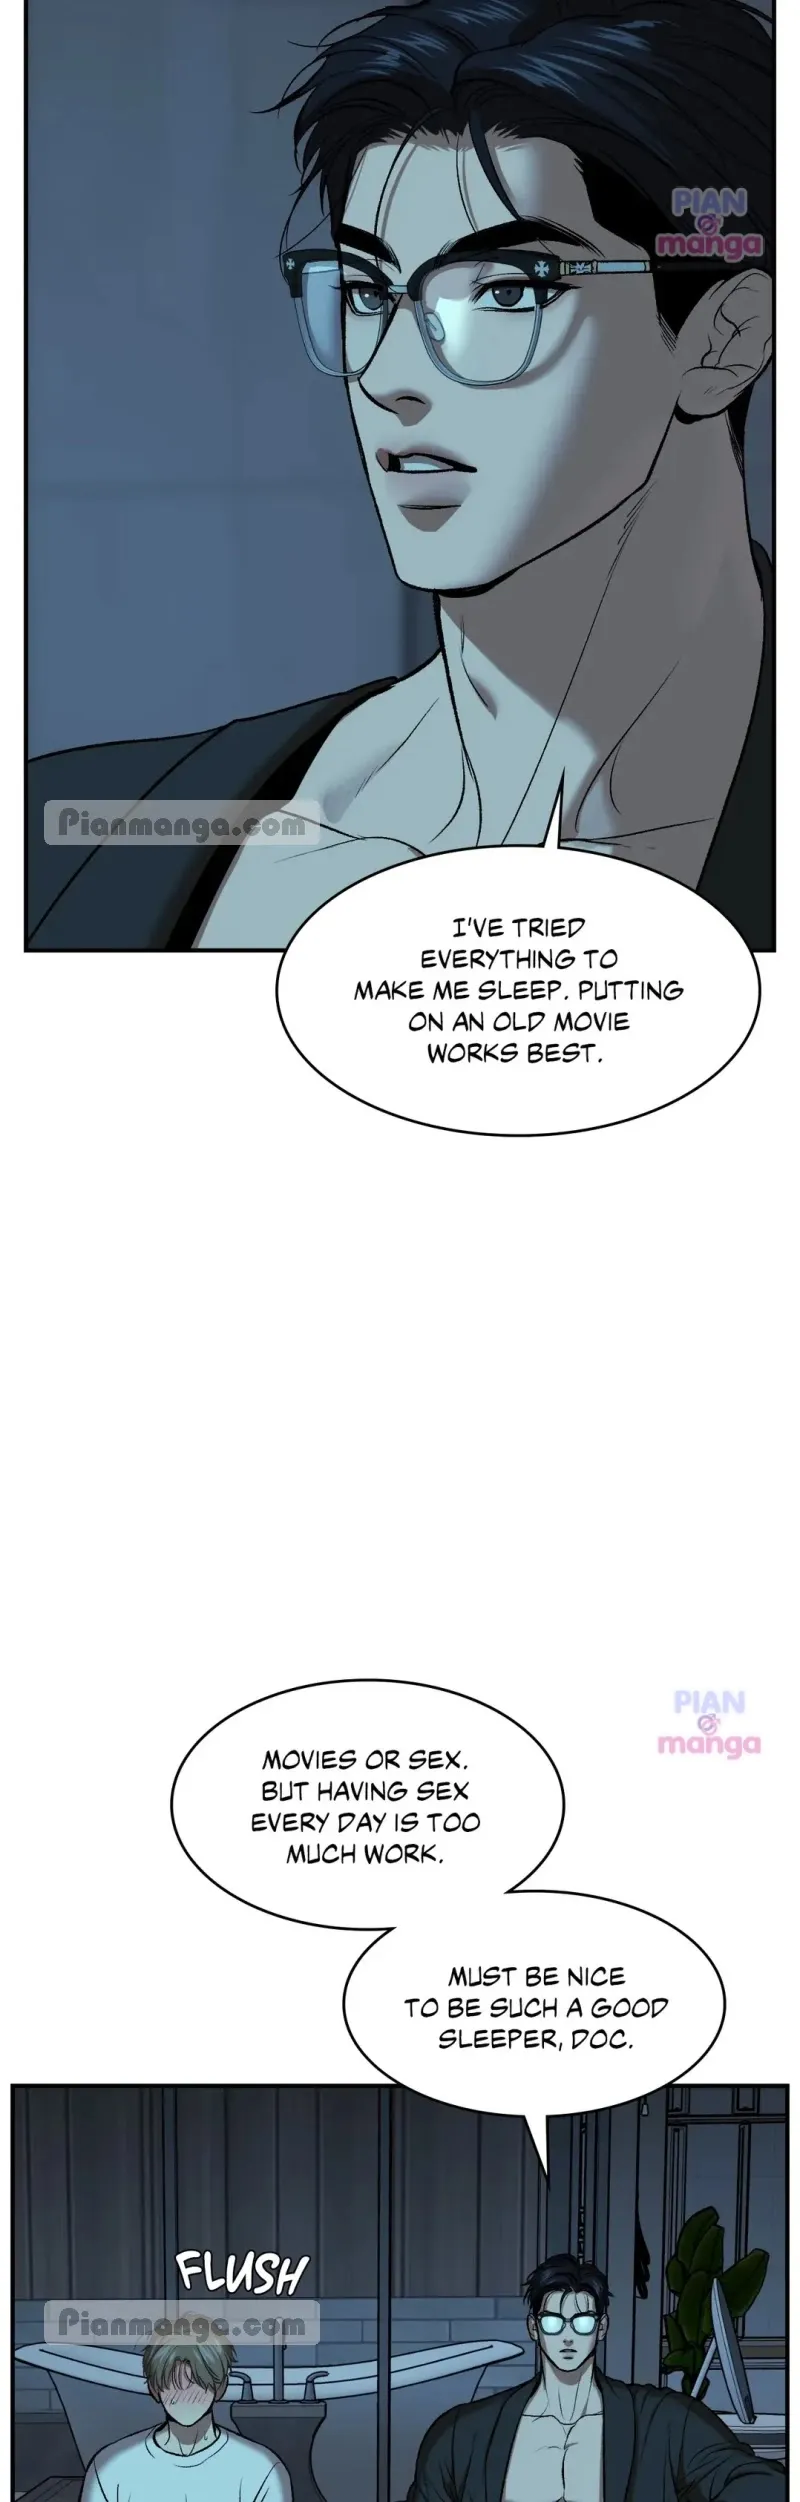 PIAN
manga
Pianmanga.com
I'VE TRIED
EVERYTHING TO
MAKE ME SLEEP. PUTTING
ON AN OLD MOVIE
WORKS BEST.
PIAN
manga
MOVIES OR SEX.
BUT HAVING SEX
EVERY DAY IS TOO
MUCH WORK.
MUST BE NICE
TO BE SUCH A GOOD
SLEEPER, DOC.
FLUSH
Pianmanga.com